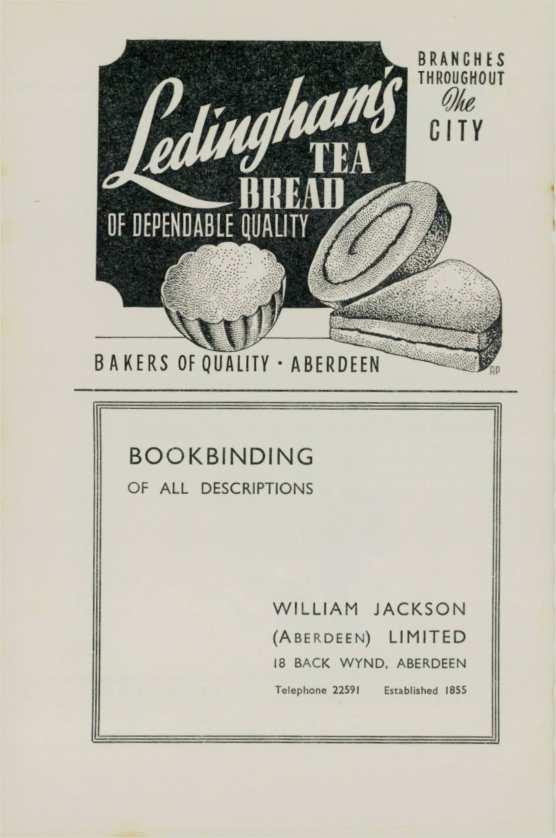 BRANCHES
THROUGHOUT
The
CITY
Ledingham's
TEA
BREAD
OF DEPENDABLE QUALITY
BAKERS OF QUALITY · ABERDEEN
RP
BOOKBINDING
OF ALL DESCRIPTIONS
WILLIAM JACKSON
(ABERDEEN) LIMITED
18 BACK WYND, ABERDEEN
Telephone 22591 Established 1855